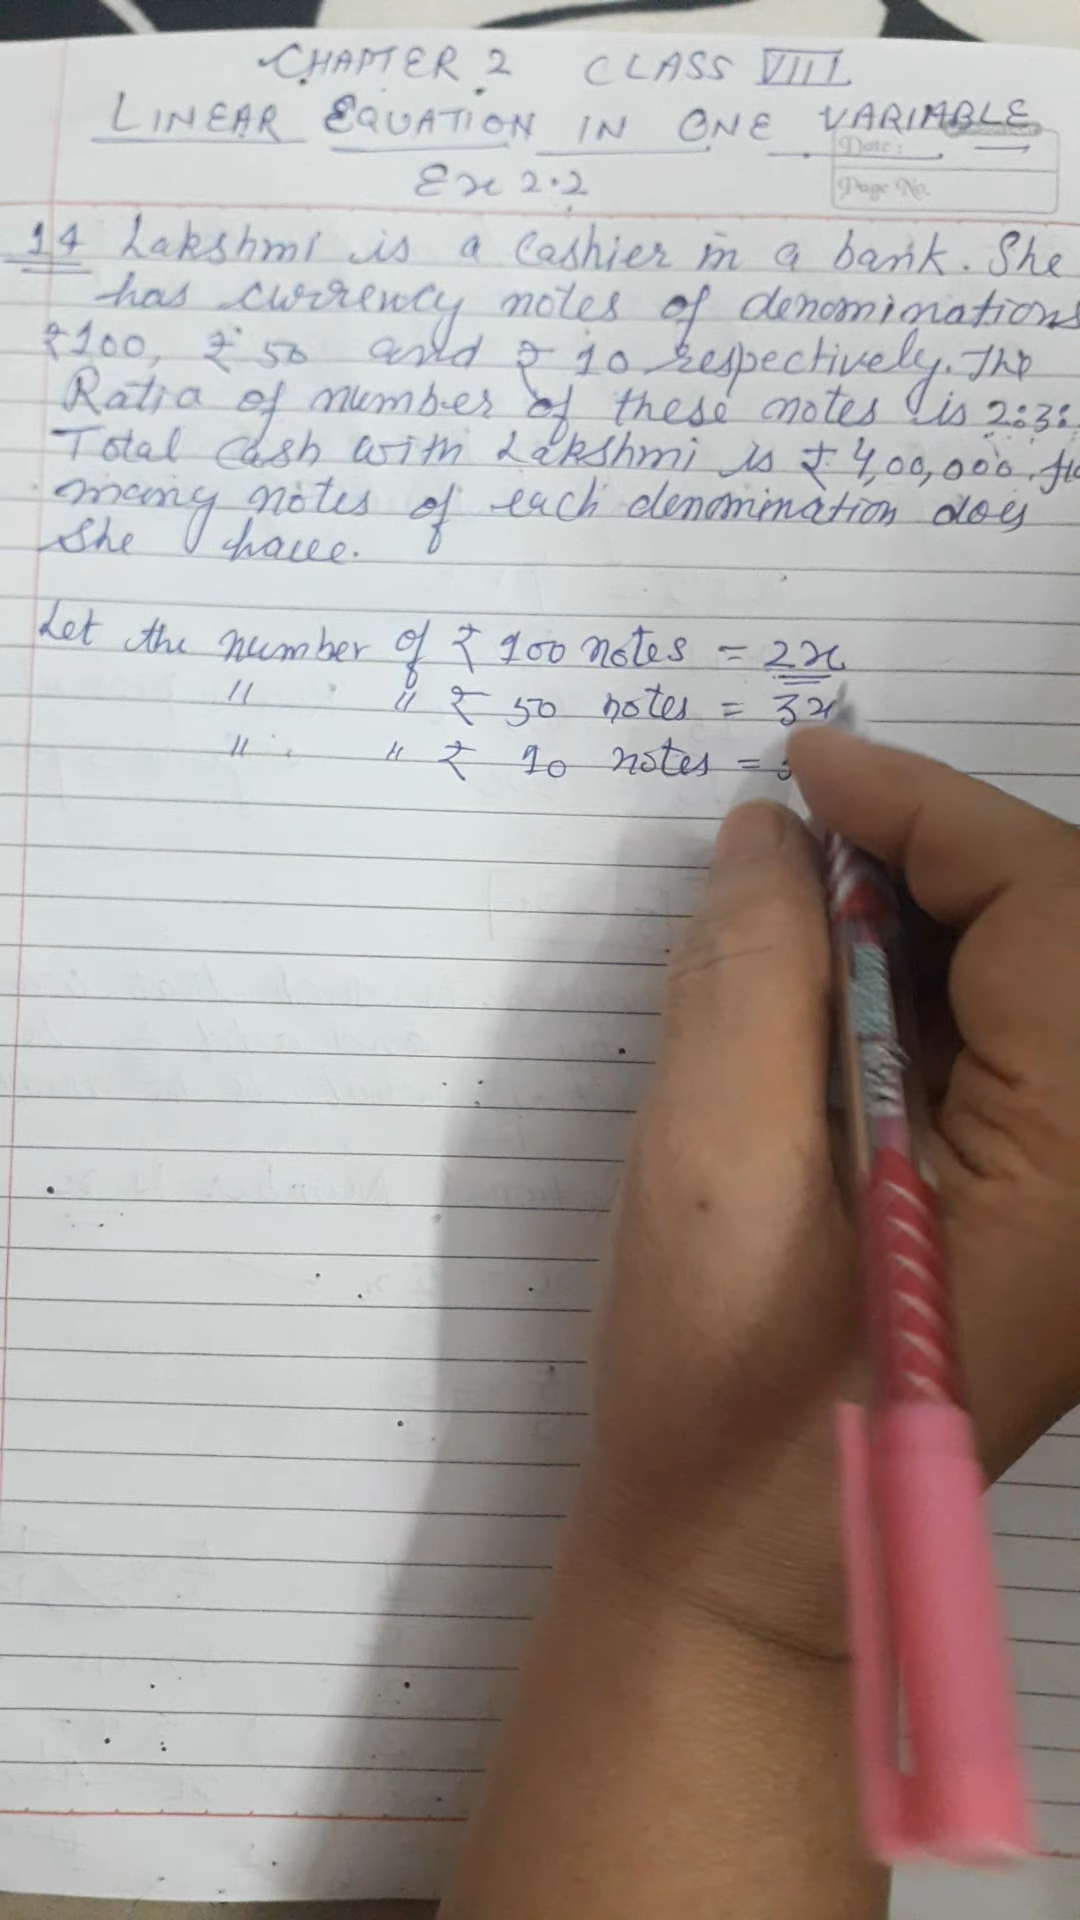 CHAPTER 2 CLASS VIII
LINEAR EQUATION IN ONE VARIABLE
Date:
Page No.
Ex 2.2
14 Lakshmi is a Cashier in a bank. She
has currency notes of denominations
₹100, ₹ 50 and ₹ 10 respectively. The
Ratio of number of these notes is 2:3:
Total Cash with Lakshmi is ₹ 4,00,000.
many notes of each denomination does
She have.
Let the number of ₹ 100 notes = 2x
" " ₹ 50 notes = 3x
" " ₹ 10 notes =